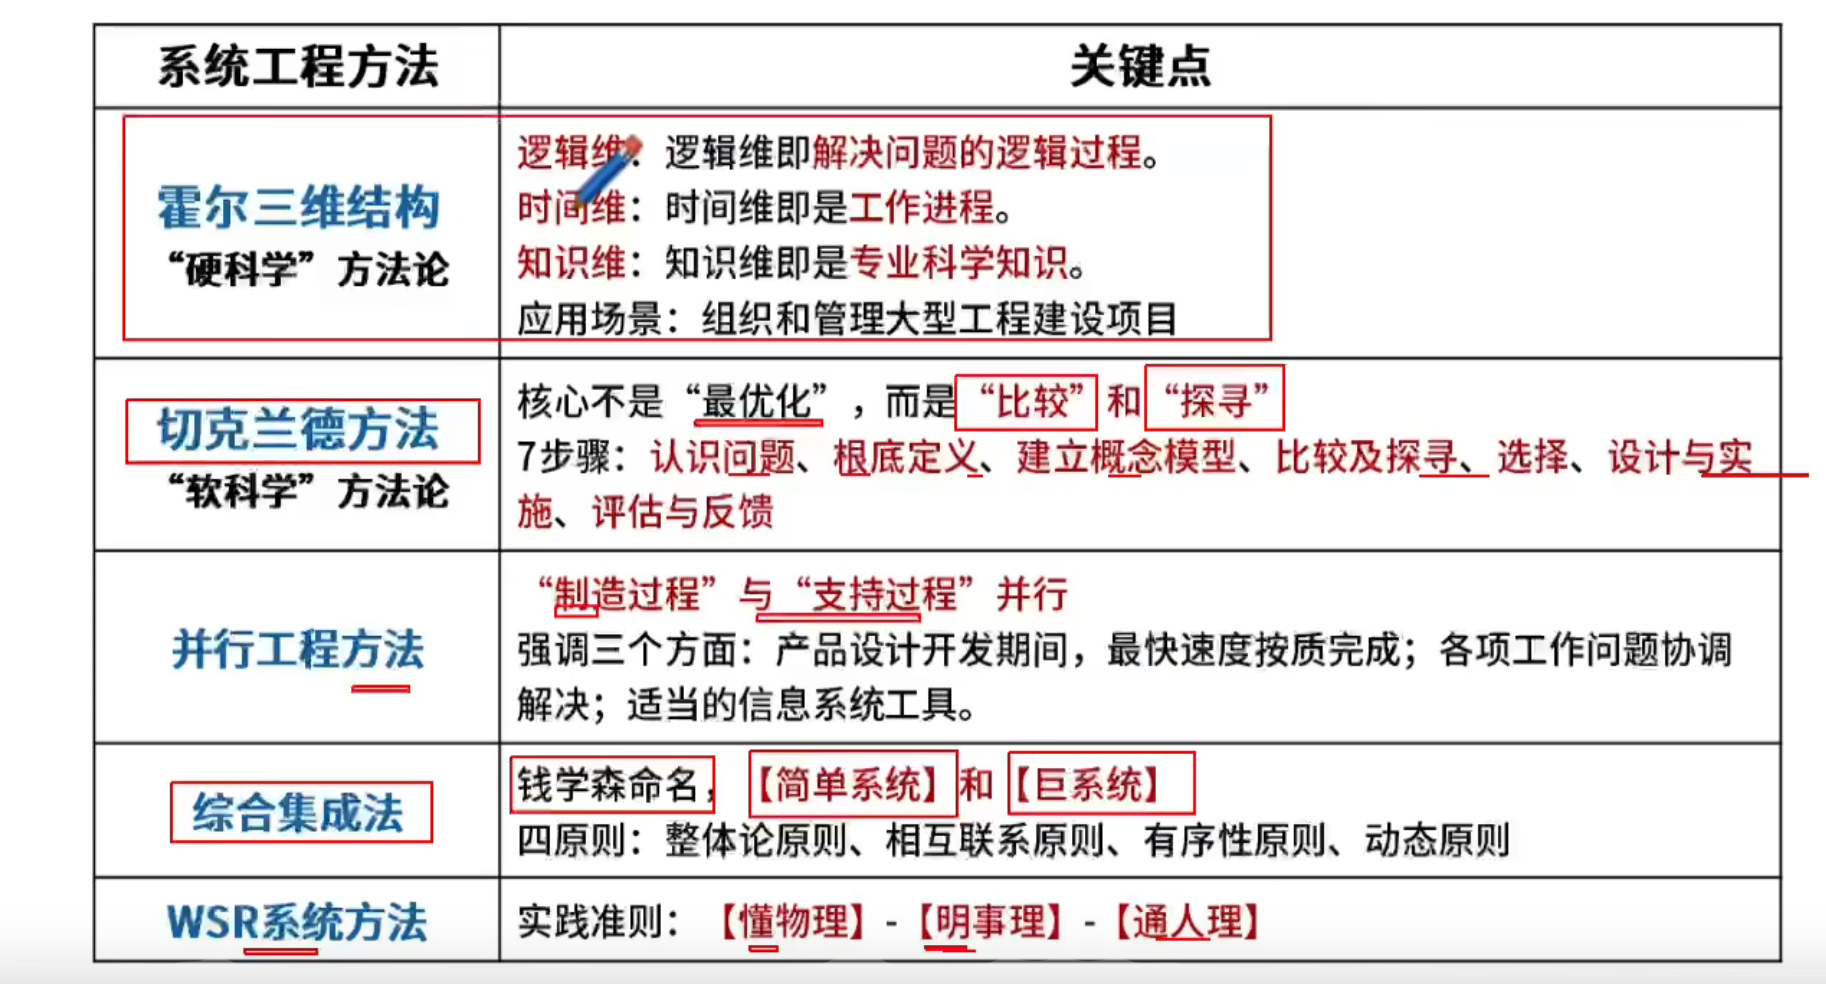 系统工程方法
关键点
霍尔三维结构
“硬科学”方法论
逻辑维：逻辑维即解决问题的逻辑过程。
时间维：时间维即是工作进程。
知识维：知识维即是专业科学知识。
应用场景：组织和管理大型工程建设项目
切克兰德方法
“软科学”方法论
核心不是“最优化”，而是“比较”和“探寻”
7步骤：认识问题、根底定义、建立概念模型、比较及探寻、选择、设计与实
施、评估与反馈
并行工程方法
“制造过程”与“支持过程”并行
强调三个方面：产品设计开发期间，最快速度按质完成；各项工作问题协调
解决；适当的信息系统工具。
综合集成法
钱学森命名，【简单系统】和【巨系统】
四原则：整体论原则、相互联系原则、有序性原则、动态原则
WSR系统方法
实践准则：【懂物理】-【明事理】-【通人理】